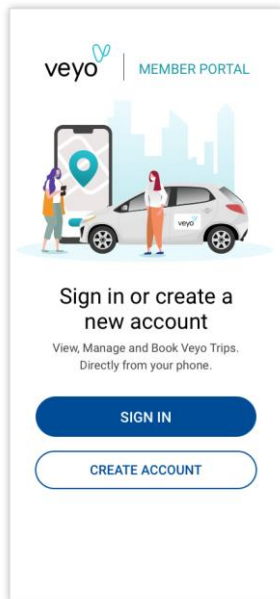 veyo MEMBER PORTAL
veyo
Sign in or create a
new account
View, Manage and Book Veyo Trips.
Directly from your phone.
SIGN IN
CREATE ACCOUNT